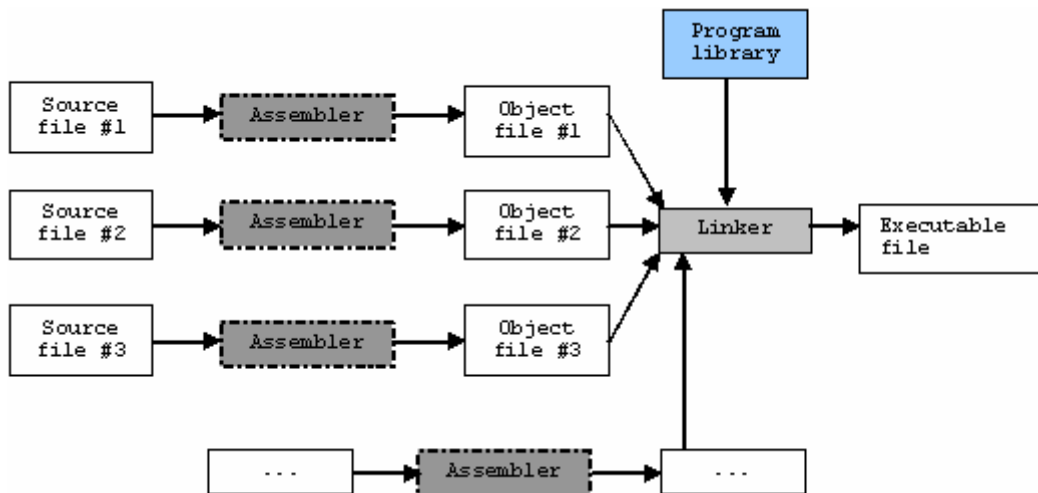 Program
library
Source
file #1
Assembler
Object
file #1
Source
file #2
Assembler
Object
file #2
Linker
Executable
file
Source
file #3
Assembler
Object
file #3
...
Assembler
...